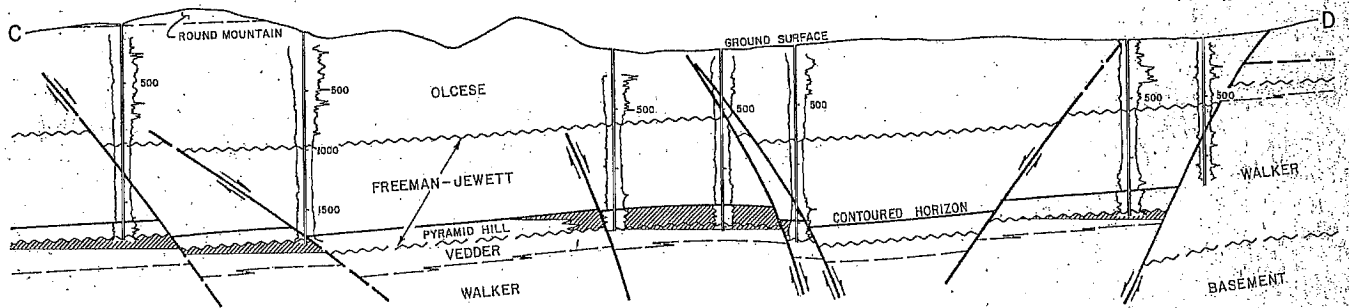 C
D
ROUND MOUNTAIN
GROUND SURFACE
500
500
OLCESE
500
500
500
500
500
1000
FREEMAN-JEWETT
WALKER
1500
CONTOURED HORIZON
PYRAMID HILL
VEDDER
WALKER
BASEMENT